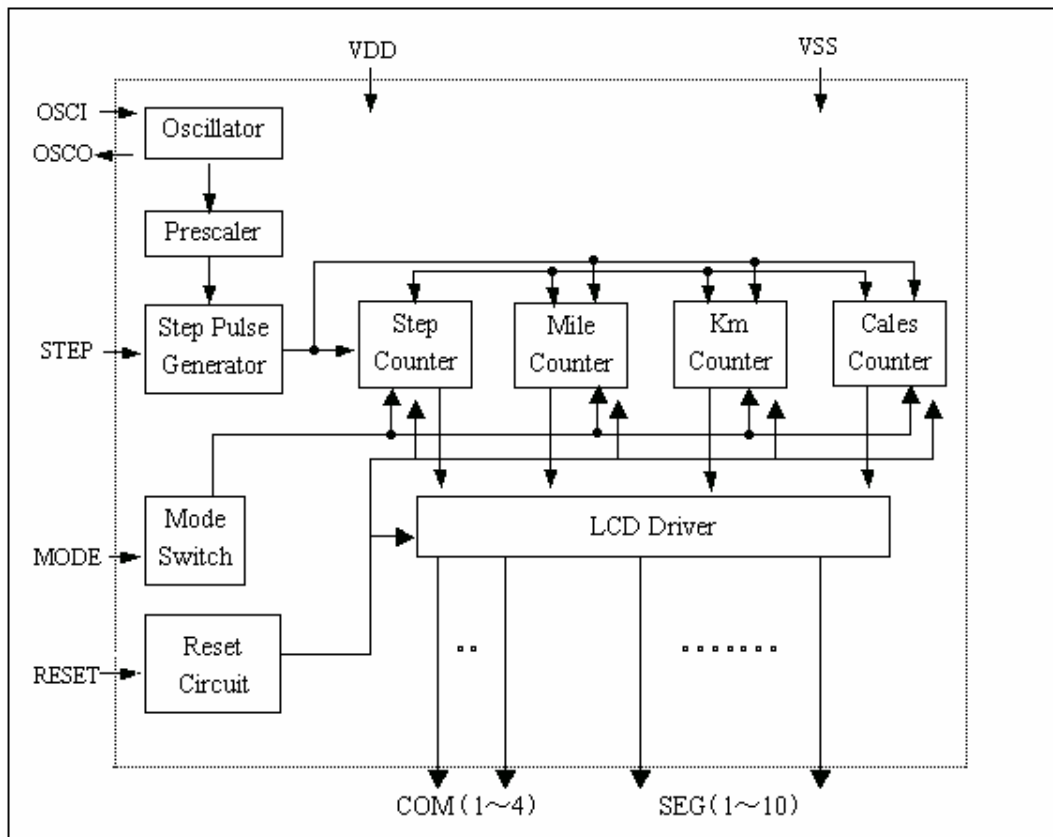 VDD
VSS
OSCI
Oscillator
OSCO
Prescaler
STEP
Step Pulse
Generator
Step
Counter
Mile
Counter
Km
Counter
Cales
Counter
MODE
Mode
Switch
LCD Driver
RESET
Reset
Circuit
COM(1～4)
SEG(1～10)